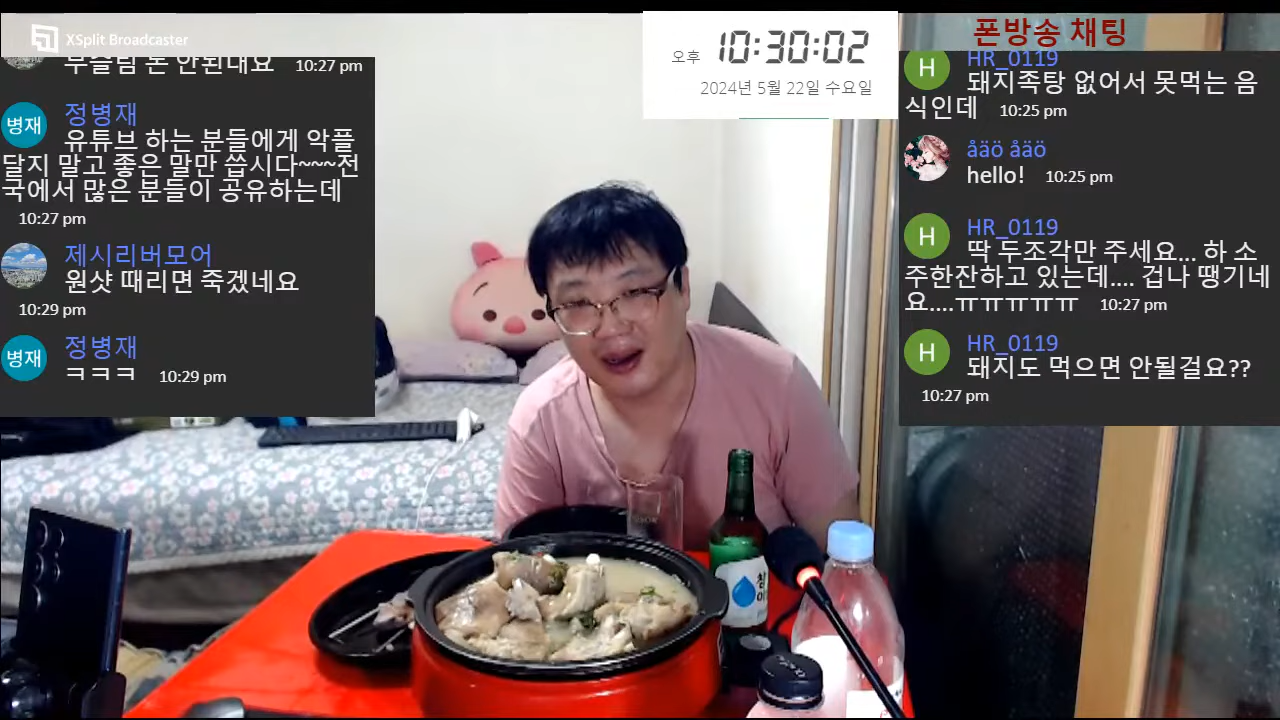 XSplit Broadcaster
무슬림 돈 안된대요 10:27 pm
병재
정병재
유튜브 하는 분들에게 악플
달지 말고 좋은 말만 씁시다~~~전
국에서 많은 분들이 공유하는데
10:27 pm
제시리버모어
원샷 때리면 죽겠네요
10:29 pm
병재
정병재
ㅋㅋㅋ 10:29 pm
오후 10:30:02
2024년 5월 22일 수요일
폰방송 채팅
H
HR_0119
돼지족탕 없어서 못먹는 음
식인데 10:25 pm
åäö åäö
hello! 10:25 pm
H
HR_0119
딱 두조각만 주세요... 하 소
주한잔하고 있는데.... 겁나 땡기네
요....ㅠㅠㅠㅠㅠ 10:27 pm
H
HR_0119
돼지도 먹으면 안될걸요??
10:27 pm
참
이